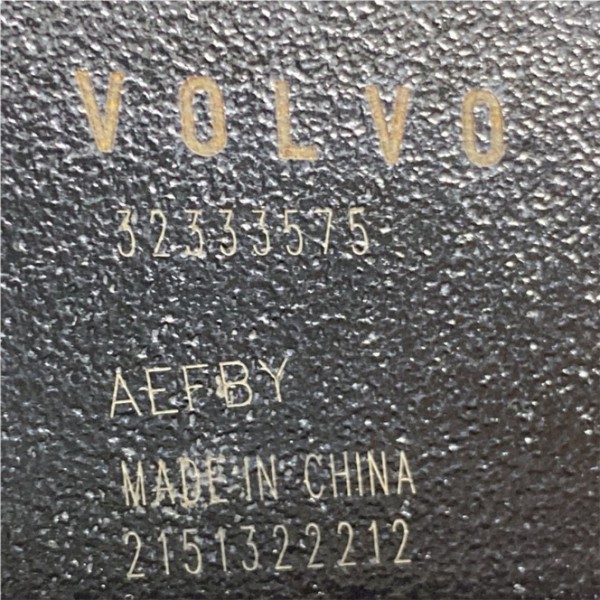 VOLVO
32333575
AEFBY
MADE IN CHINA
2151322212